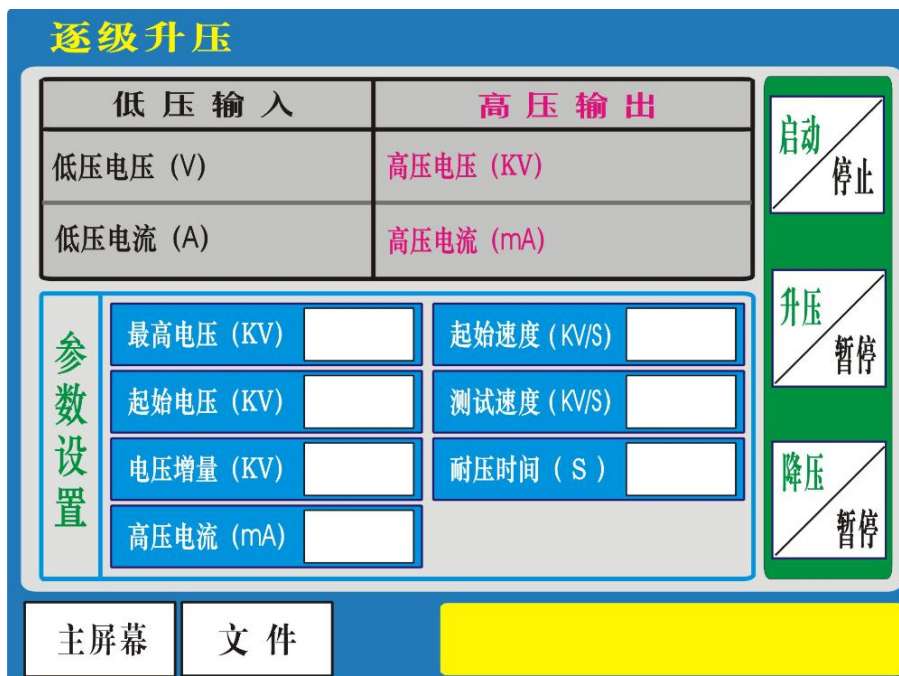 逐级升压
低压输入 高压输出
低压电压 (V) 高压电压 (KV)
低压电流 (A) 高压电流 (mA)
启动
停止
升压
暂停
降压
暂停
参数设置
最高电压 (KV) 起始速度 (KV/S)
起始电压 (KV) 测试速度 (KV/S)
电压增量 (KV) 耐压时间 ( S )
高压电流 (mA)
主屏幕 文件